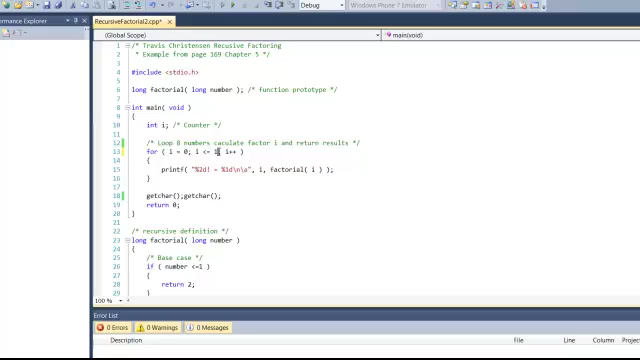 Debug
Windows Phone 7 Emulator
Performance Explorer
RecursiveFactorial2.cpp*
(Global Scope)
main(void)
1 /* Travis Christensen Recusive Factoring
2 * Example from page 169 Chapter 5 */
3
4 #include <stdio.h>
5
6 long factorial( long number ); /* function prototype */
7
8 int main( void )
9 {
10 int i; /* Counter */
11
12 /* Loop 8 numbers caculate factor i and return results */
13 for ( i = 0; i <= 1; i++ )
14 {
15 printf( "%2d! = %1d\n\a", i, factorial( i ) );
16 }
17
18 getchar();getchar();
19 return 0;
20 }
21
22 /* recursive definition */
23 long factorial( long number )
24 {
25 /* Base case */
26 if ( number <=1 )
27 {
28 return 2;
29 }
100 %
Error List
0 Errors
0 Warnings
0 Messages
Description
File
Line
Column
Project